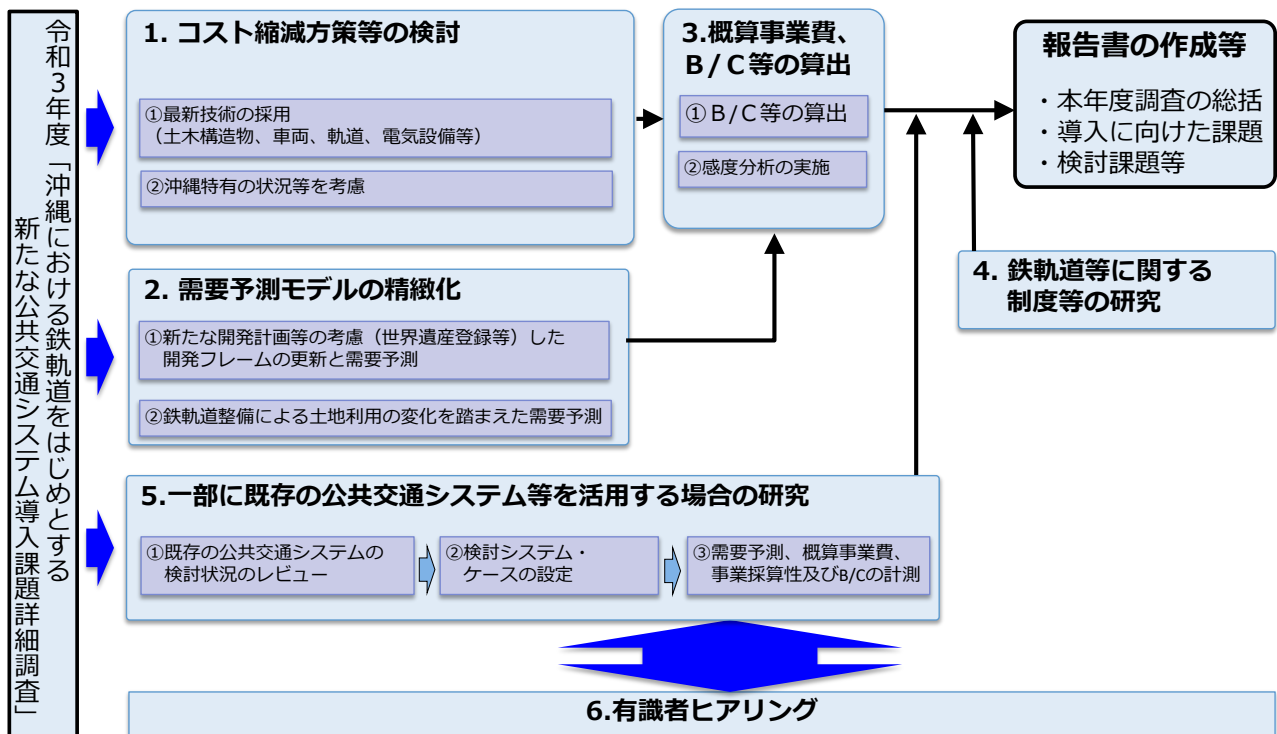 令和3年度「沖縄における鉄軌道をはじめとする
新たな公共交通システム導入課題詳細調査」
1. コスト縮減方策等の検討
①最新技術の採用
（土木構造物、車両、軌道、電気設備等）
②沖縄特有の状況等を考慮
2. 需要予測モデルの精緻化
①新たな開発計画等の考慮（世界遺産登録等）した
開発フレームの更新と需要予測
②鉄軌道整備による土地利用の変化を踏まえた需要予測
3.概算事業費、
B/C等の算出
①B/C等の算出
②感度分析の実施
報告書の作成等
・本年度調査の総括
・導入に向けた課題
・検討課題等
4. 鉄軌道等に関する
制度等の研究
5.一部に既存の公共交通システム等を活用する場合の研究
①既存の公共交通システムの
検討状況のレビュー
②検討システム・
ケースの設定
③需要予測、概算事業費、
事業採算性及びB/Cの計測
6.有識者ヒアリング